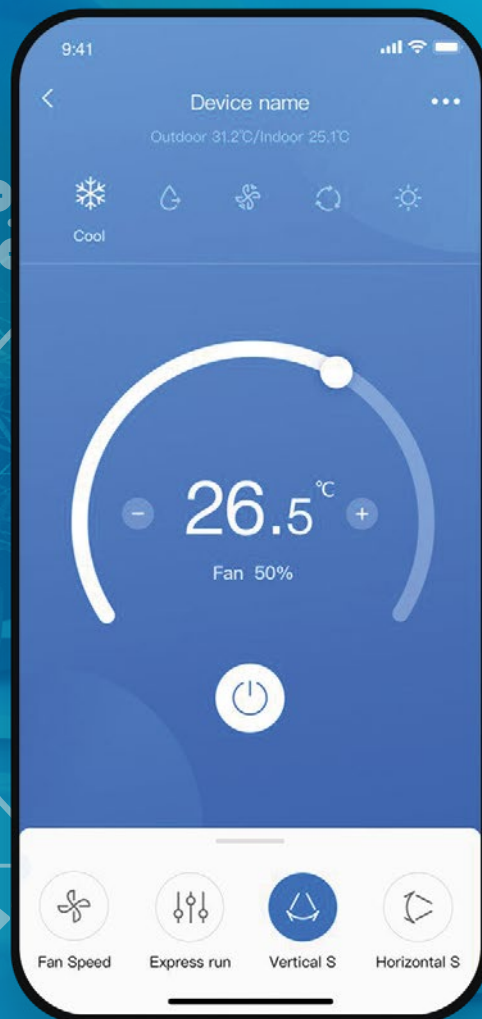 9:41
Device name
Outdoor 31.2℃/Indoor 25.1℃
Cool
26.5℃
Fan 50%
Fan Speed
Express run
Vertical S
Horizontal S